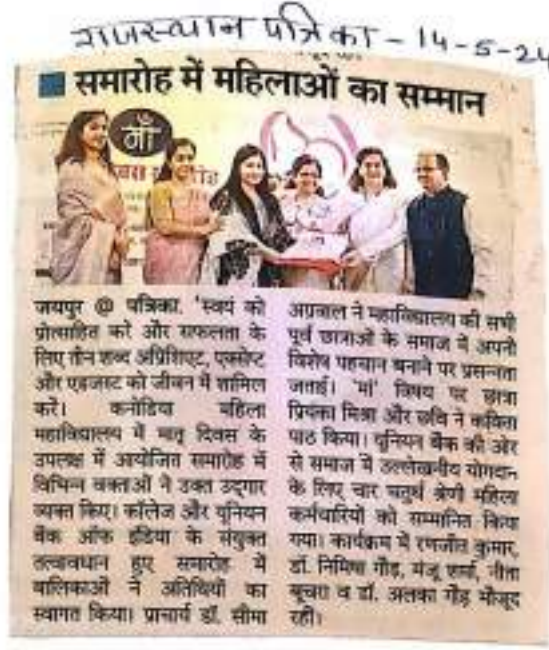 राजस्थान पत्रिका - 14-5-24
समारोह में महिलाओं का सम्मान
माँ
जयपुर @ पत्रिका. 'स्वयं को
प्रोत्साहित करें और सफलता के
लिए तीन शब्द अप्रिशिएट, एक्सेप्ट
और एडजस्ट को जीवन में शामिल
करें। कनोडिया महिला
महाविद्यालय में मातृ दिवस के
उपलक्ष में आयोजित समारोह में
विभिन्न वक्ताओं ने उक्त उद्गार
व्यक्त किए। कॉलेज और यूनियन
बैंक ऑफ इंडिया के संयुक्त
तत्वावधान हुए समारोह में
बालिकाओं ने अतिथियों का
स्वागत किया। प्राचार्य डॉ. सीमा
अग्रवाल ने महाविद्यालय की सभी
पूर्व छात्राओं के समाज में अपनी
विशेष पहचान बनाने पर प्रसन्नता
जताई। 'मां' विषय पर छात्रा
प्रियंका मिश्रा और छवि ने कविता
पाठ किया। यूनियन बैंक की ओर
से समाज में उल्लेखनीय योगदान
के लिए चार चतुर्थ श्रेणी महिला
कर्मचारियों को सम्मानित किया
गया। कार्यक्रम में रणजीत कुमार,
डॉ. निमिषा गौड़, मंजू शर्मा, नीता
बूचरा व डॉ. अलका गौड़ मौजूद
रहीं।